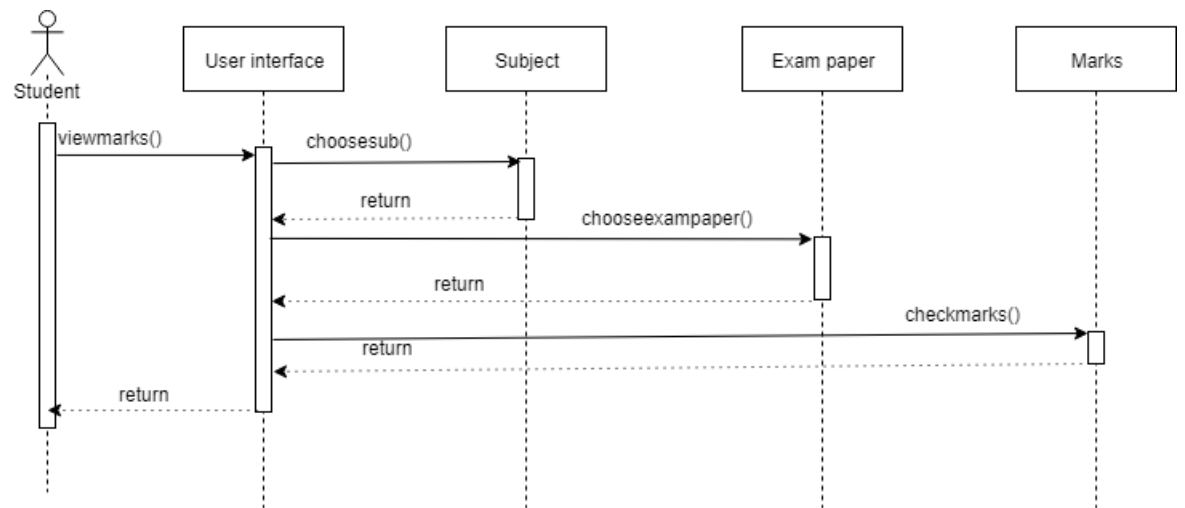 User interface
Subject
Exam paper
Marks
Student
viewmarks()
choosesub()
return
chooseexampaper()
return
checkmarks()
return
return